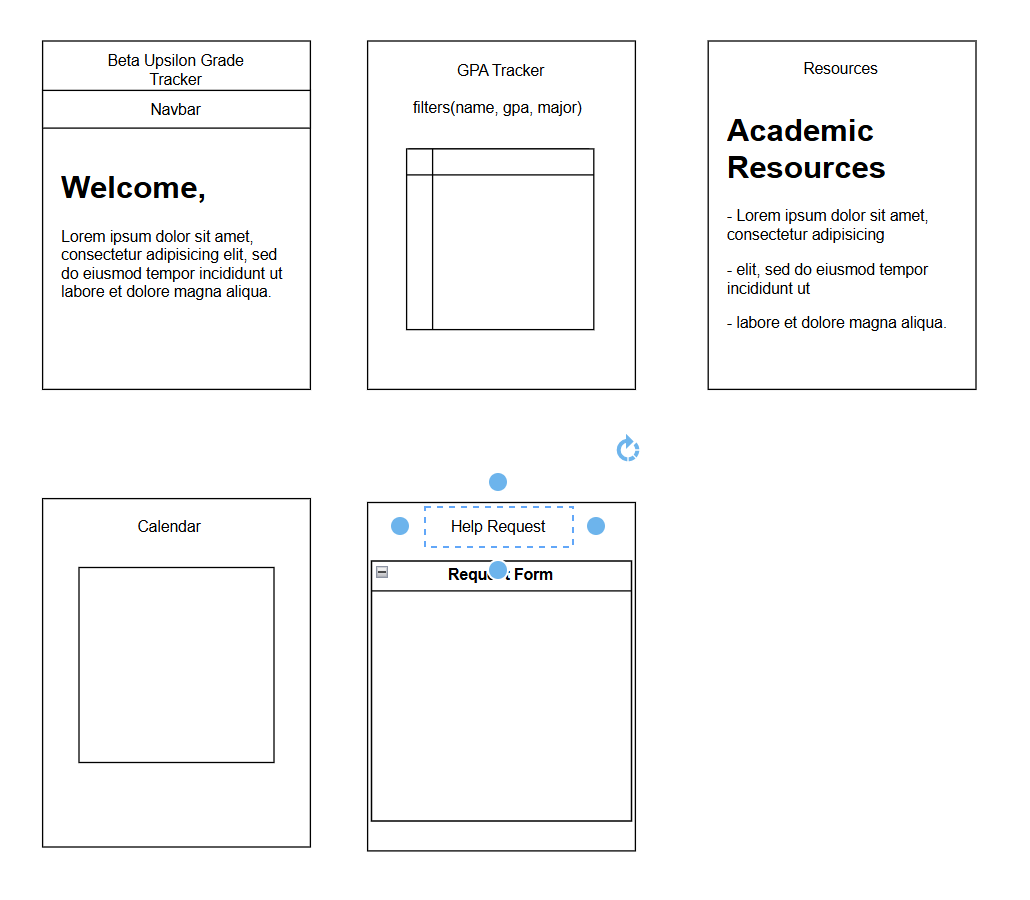 Beta Upsilon Grade
Tracker
Navbar
Welcome,
Lorem ipsum dolor sit amet,
consectetur adipisicing elit, sed
do eiusmod tempor incididunt ut
labore et dolore magna aliqua.
GPA Tracker
filters(name, gpa, major)
Resources
Academic
Resources
- Lorem ipsum dolor sit amet,
consectetur adipisicing
- elit, sed do eiusmod tempor
incididunt ut
- labore et dolore magna aliqua.
Calendar
Help Request
Request Form